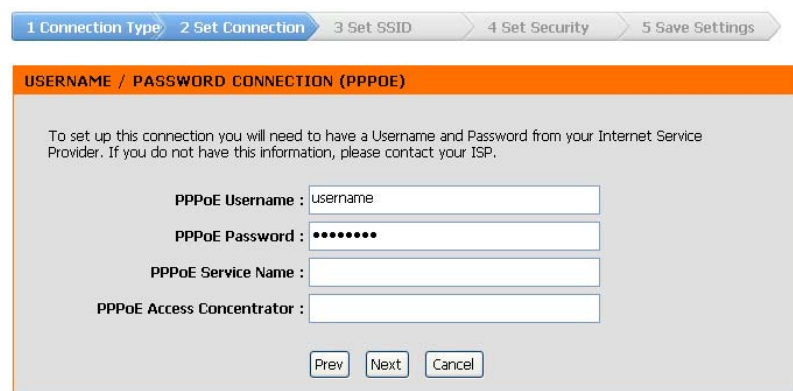 1 Connection Type 2 Set Connection 3 Set SSID 4 Set Security 5 Save Settings
USERNAME / PASSWORD CONNECTION (PPPOE)
To set up this connection you will need to have a Username and Password from your Internet Service
Provider. If you do not have this information, please contact your ISP.
PPPoE Username : username
PPPoE Password : ••••••••
PPPoE Service Name :
PPPoE Access Concentrator :
Prev Next Cancel